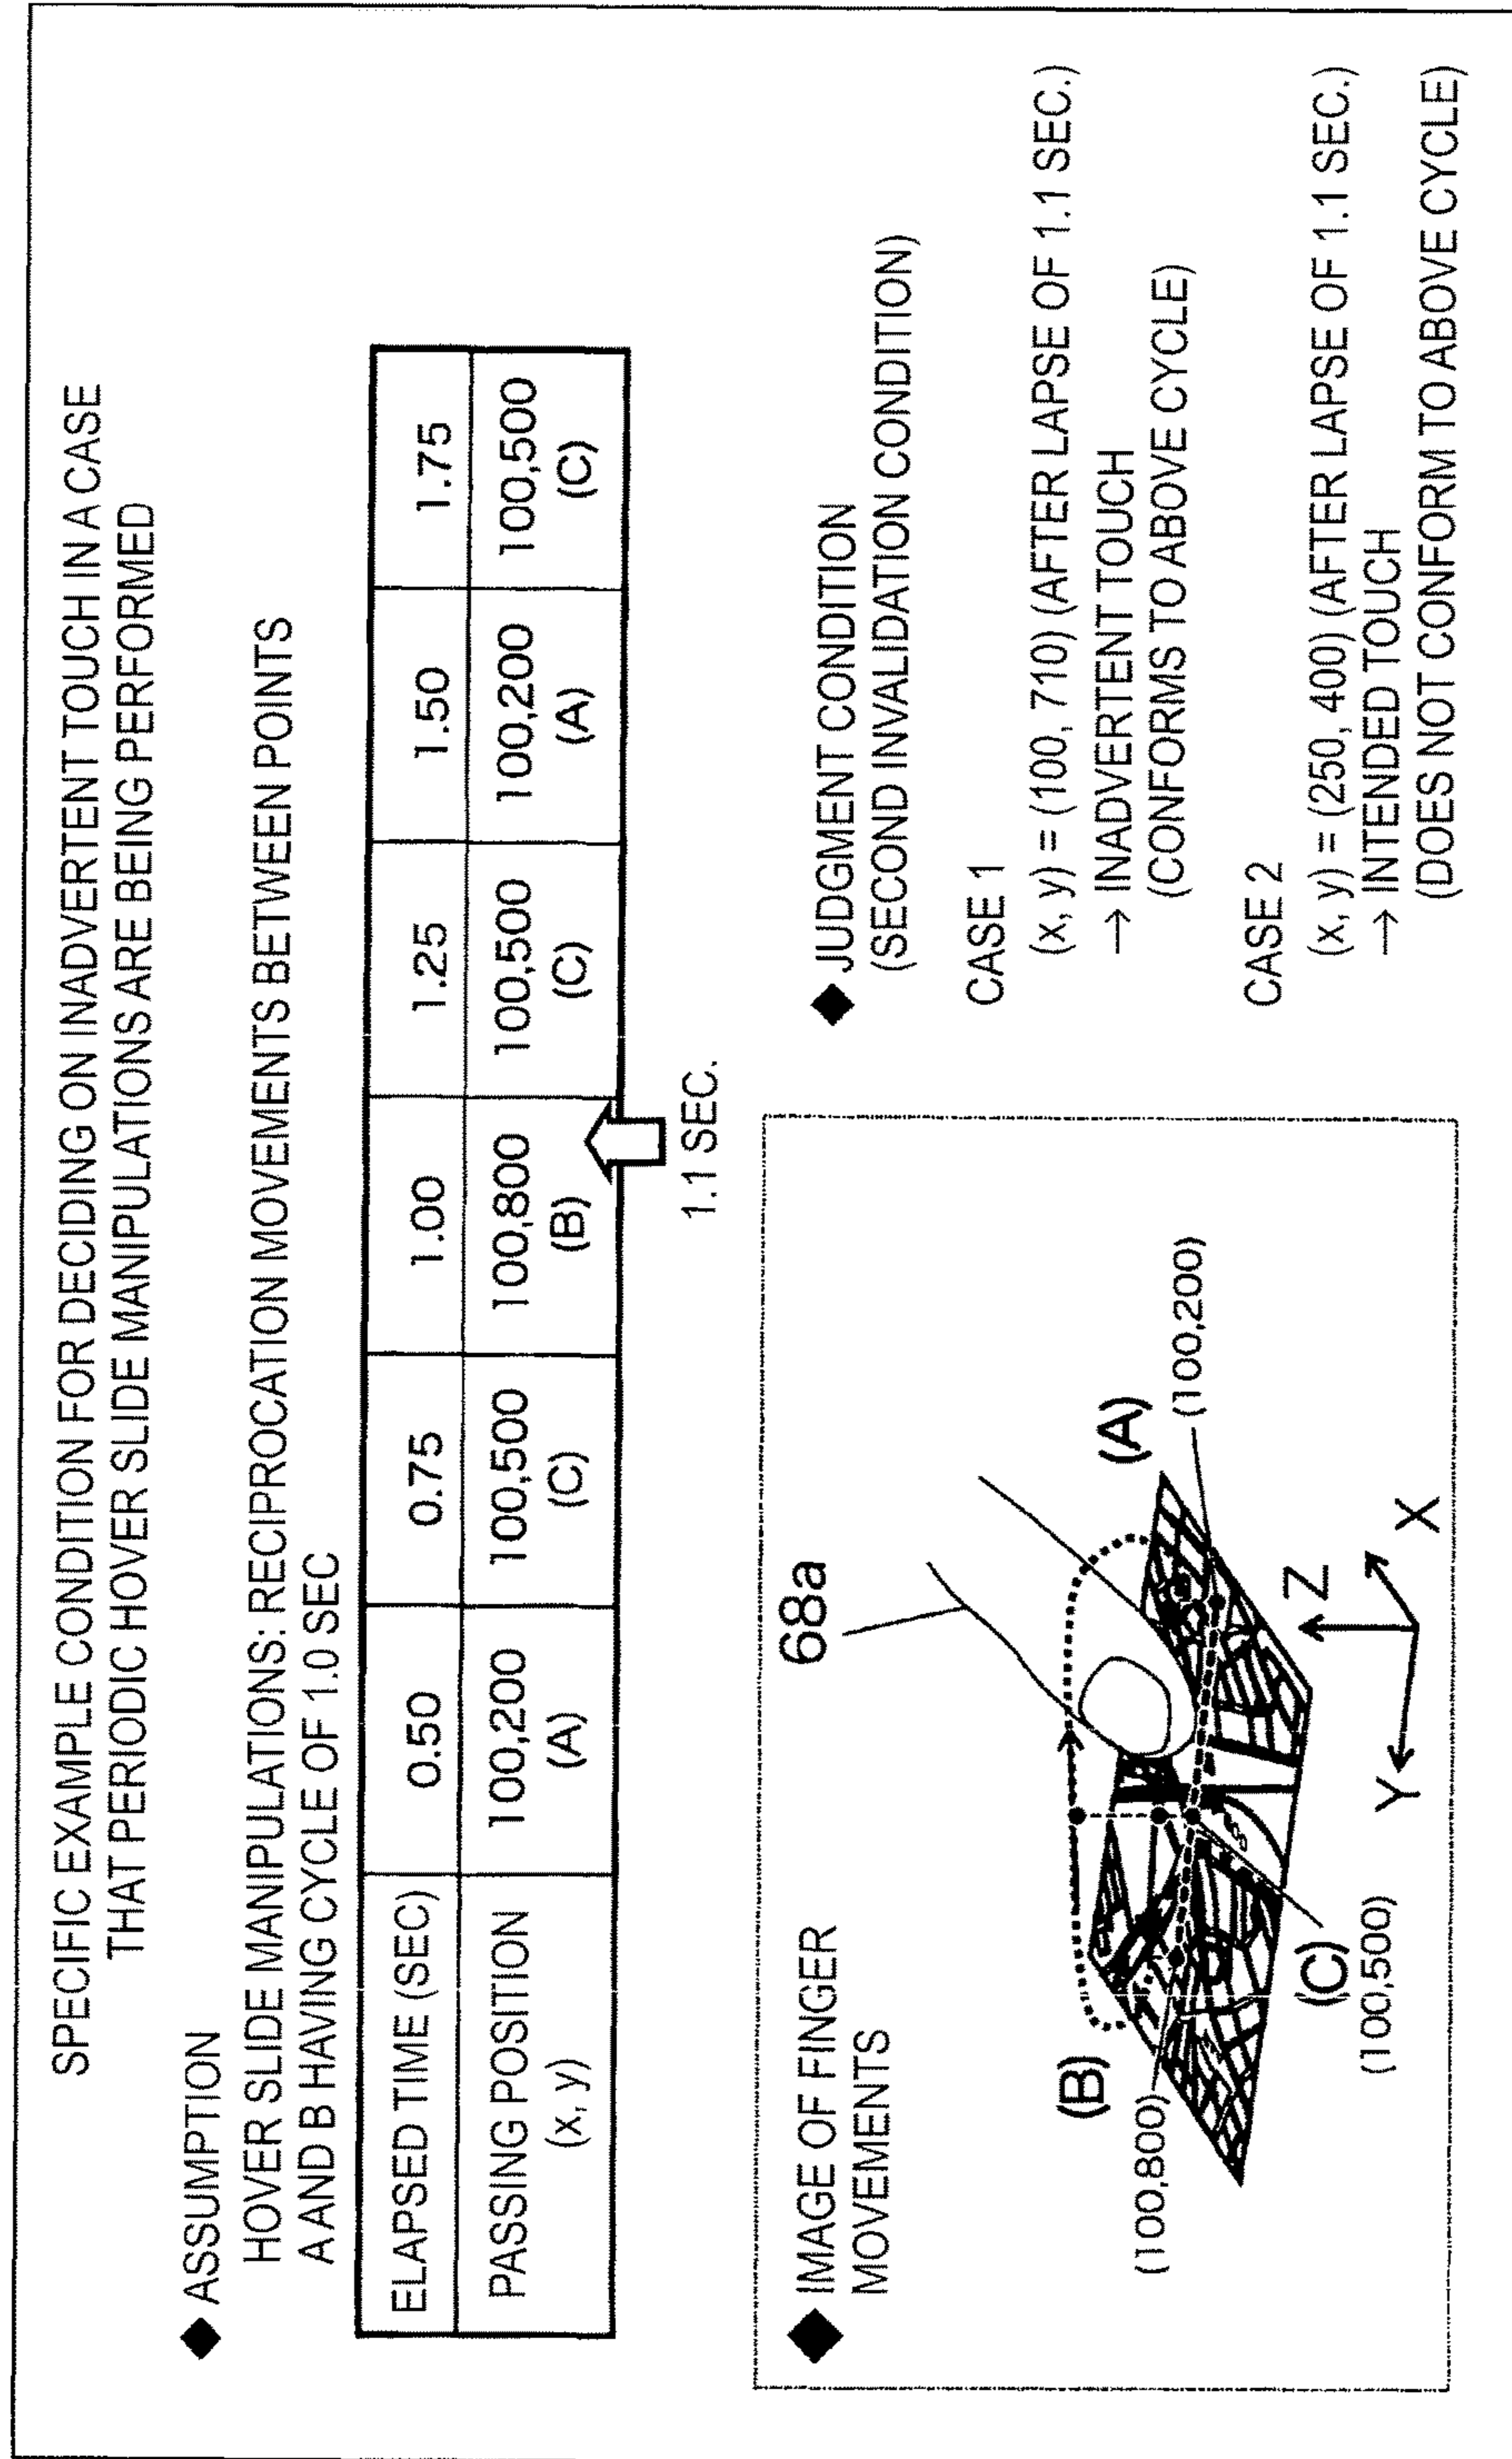 SPECIFIC EXAMPLE CONDITION FOR DECIDING ON INADVERTENT TOUCH IN A CASE
THAT PERIODIC HOVER SLIDE MANIPULATIONS ARE BEING PERFORMED
◆ ASSUMPTION
HOVER SLIDE MANIPULATIONS: RECIPROCATION MOVEMENTS BETWEEN POINTS
A AND B HAVING CYCLE OF 1.0 SEC
ELAPSED TIME (SEC) 0.50 0.75 1.00 1.25 1.50 1.75
PASSING POSITION 100,200 100,500 100,800 100,500 100,200 100,500
(x, y) (A) (C) (B) (C) (A) (C)
1.1 SEC.
◆ IMAGE OF FINGER
MOVEMENTS
68a
(B)
(100,800)
(A)
(100,200)
(C)
(100,500)
Z
Y
X
◆ JUDGMENT CONDITION
(SECOND INVALIDATION CONDITION)
CASE 1
(x, y) = (100, 710) (AFTER LAPSE OF 1.1 SEC.)
→ INADVERTENT TOUCH
(CONFORMS TO ABOVE CYCLE)
CASE 2
(x, y) = (250, 400) (AFTER LAPSE OF 1.1 SEC.)
→ INTENDED TOUCH
(DOES NOT CONFORM TO ABOVE CYCLE)